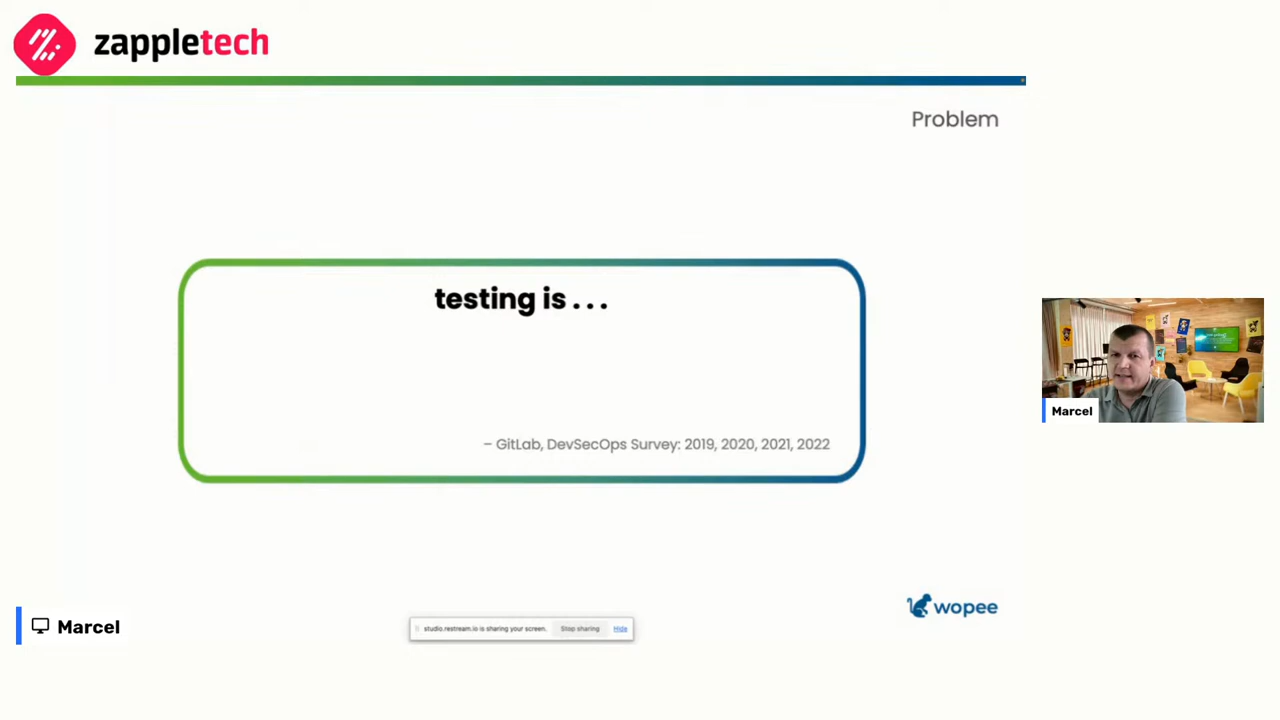 zappletech
Problem
testing is . . .
– GitLab, DevSecOps Survey: 2019, 2020, 2021, 2022
Marcel
wopee
Marcel
studio.restream.io is sharing your screen. Stop sharing Hide